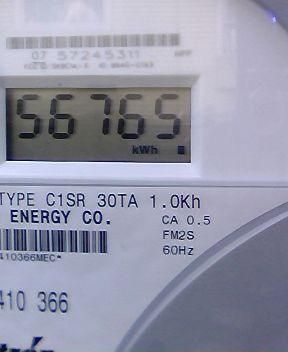 07 57245311
56765
kWh
TYPE C1SR 30TA 1.0Kh
ENERGY CO. CA 0.5
FM2S
60Hz
410366MEC*
410 366